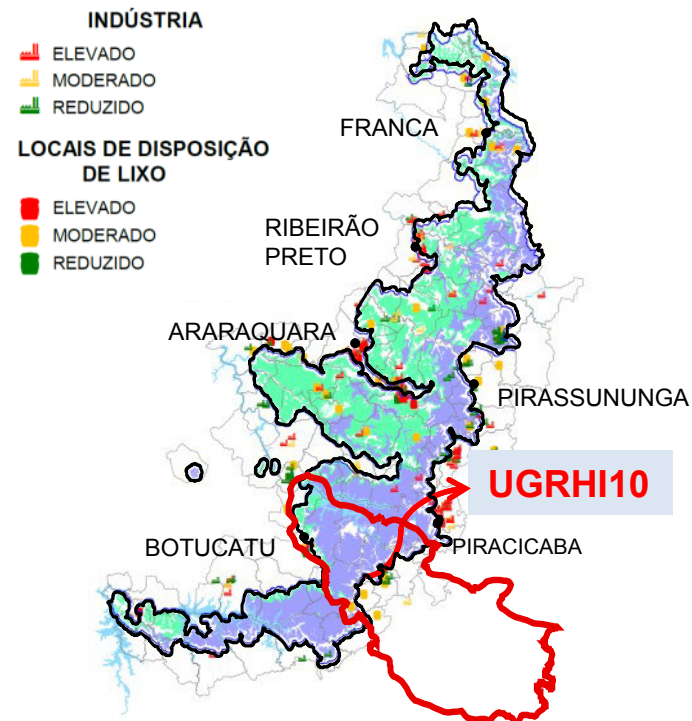 INDÚSTRIA
ELEVADO
MODERADO
REDUZIDO
LOCAIS DE DISPOSIÇÃO
DE LIXO
ELEVADO
MODERADO
REDUZIDO
FRANCA
RIBEIRÃO
PRETO
ARARAQUARA
PIRASSUNUNGA
UGRHI10
BOTUCATU
PIRACICABA